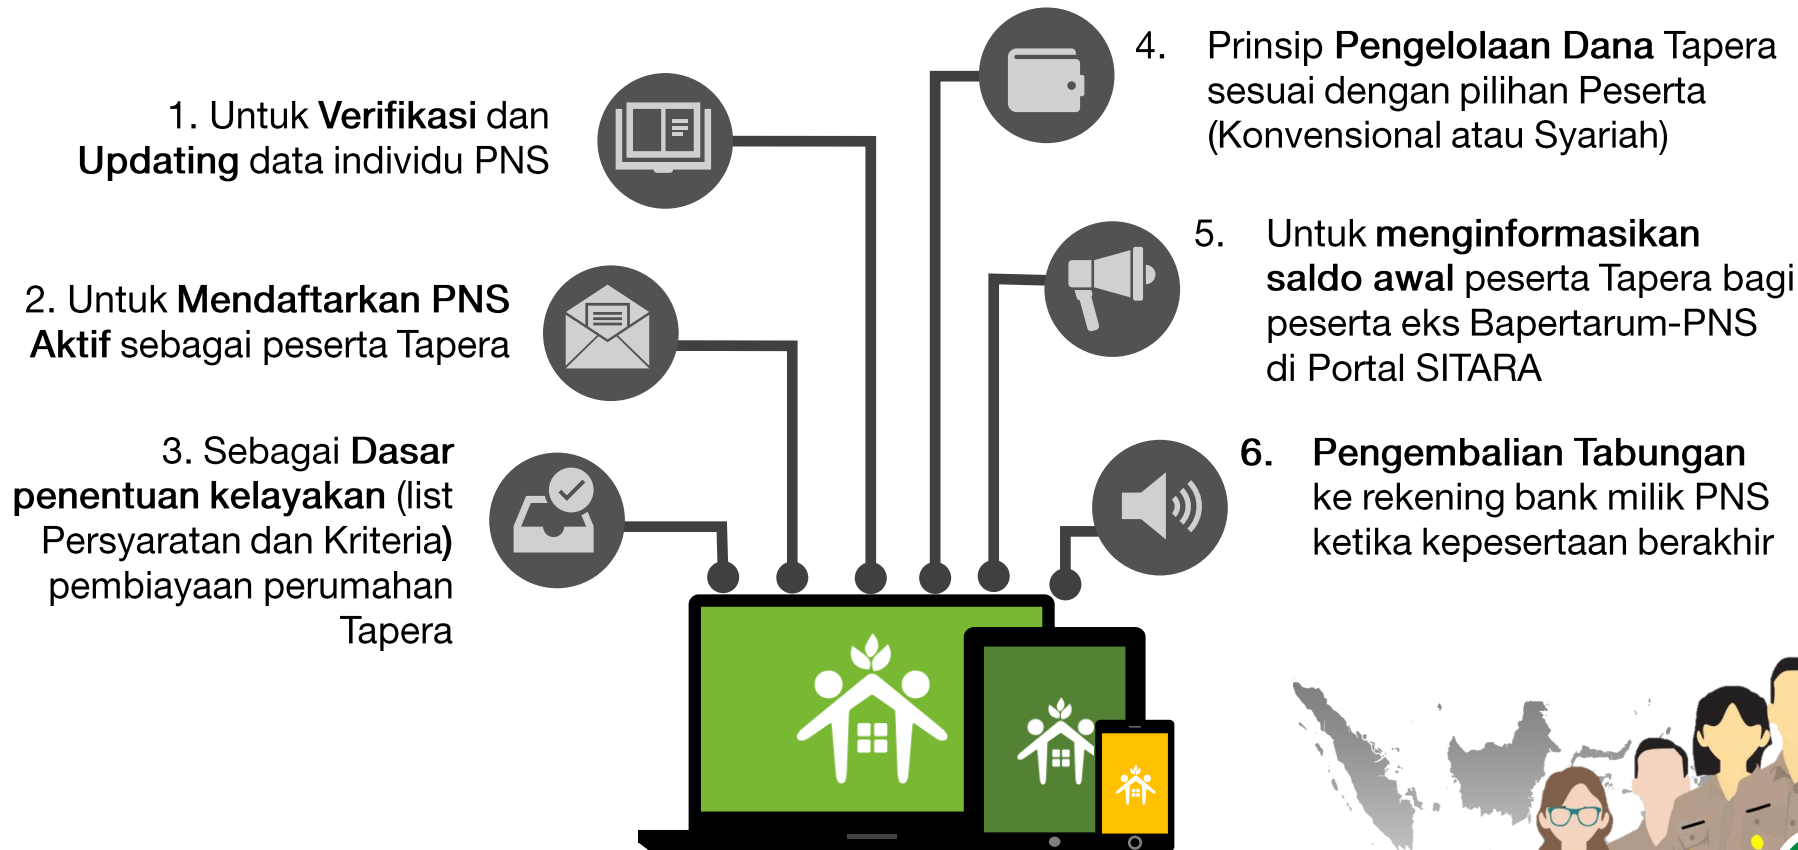 1. Untuk Verifikasi dan
Updating data individu PNS
2. Untuk Mendaftarkan PNS
Aktif sebagai peserta Tapera
3. Sebagai Dasar
penentuan kelayakan (list
Persyaratan dan Kriteria)
pembiayaan perumahan
Tapera
4. Prinsip Pengelolaan Dana Tapera
sesuai dengan pilihan Peserta
(Konvensional atau Syariah)
5. Untuk menginformasikan
saldo awal peserta Tapera bagi
peserta eks Bapertarum-PNS
di Portal SITARA
6. Pengembalian Tabungan
ke rekening bank milik PNS
ketika kepesertaan berakhir